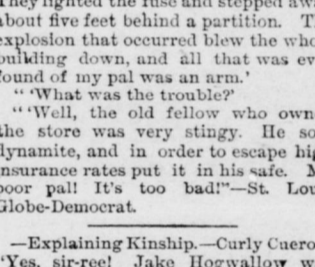 They lighted the fuse and stepped aw
about five feet behind a partition. T
explosion that occurred blew the who
building down, and all that was ev
found of my pal was an arm.'
" 'What was the trouble?'
" 'Well, the old fellow who own
the store was very stingy. He so
dynamite, and in order to escape hig
insurance rates put it in his safe. M
poor pal! It's too bad!"—St. Lou
Globe-Democrat.
—Explaining Kinship.—Curly Cuero
'Yes, sir-ree! Jake Hogwallow w